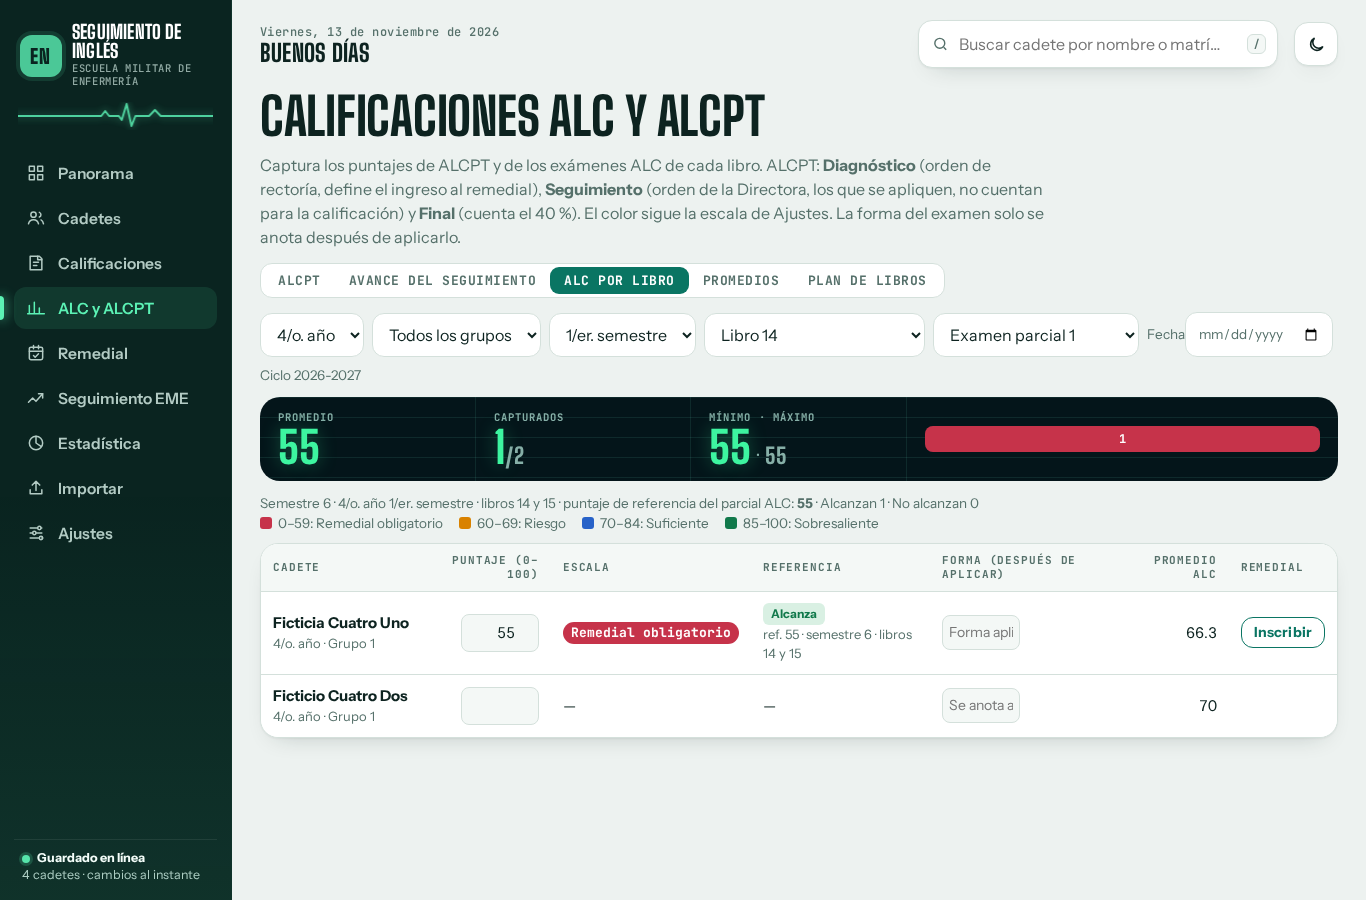 EN
SEGUIMIENTO DE
INGLÉS
ESCUELA MILITAR DE
ENFERMERÍA
Panorama
Cadetes
Calificaciones
ALC y ALCPT
Remedial
Seguimiento EME
Estadística
Importar
Ajustes
Guardado en línea
4 cadetes · cambios al instante
Viernes, 13 de noviembre de 2026
BUENOS DÍAS
Buscar cadete por nombre o matrí...
/
CALIFICACIONES ALC Y ALCPT
Captura los puntajes de ALCPT y de los exámenes ALC de cada libro. ALCPT: Diagnóstico (orden de
rectoría, define el ingreso al remedial), Seguimiento (orden de la Directora, los que se apliquen, no cuentan
para la calificación) y Final (cuenta el 40 %). El color sigue la escala de Ajustes. La forma del examen solo se
anota después de aplicarlo.
ALCPT AVANCE DEL SEGUIMIENTO ALC POR LIBRO PROMEDIOS PLAN DE LIBROS
4/o. año Todos los grupos 1/er. semestre Libro 14 Examen parcial 1 Fecha mm/dd/yyyy
Ciclo 2026-2027
PROMEDIO CAPTURADOS MÍNIMO · MÁXIMO
55 1/2 55 · 55 1
Semestre 6 · 4/o. año 1/er. semestre · libros 14 y 15 · puntaje de referencia del parcial ALC: 55 · Alcanzan 1 · No alcanzan 0
0–59: Remedial obligatorio 60–69: Riesgo 70–84: Suficiente 85–100: Sobresaliente
CADETE PUNTAJE (0–100) ESCALA REFERENCIA FORMA (DESPUÉS DE APLICAR) PROMEDIO ALC REMEDIAL
Ficticia Cuatro Uno
4/o. año · Grupo 1
55
Remedial obligatorio
Alcanza
ref. 55 · semestre 6 · libros
14 y 15
Forma apli
66.3
Inscribir
Ficticio Cuatro Dos
4/o. año · Grupo 1
—
—
Se anota a
70